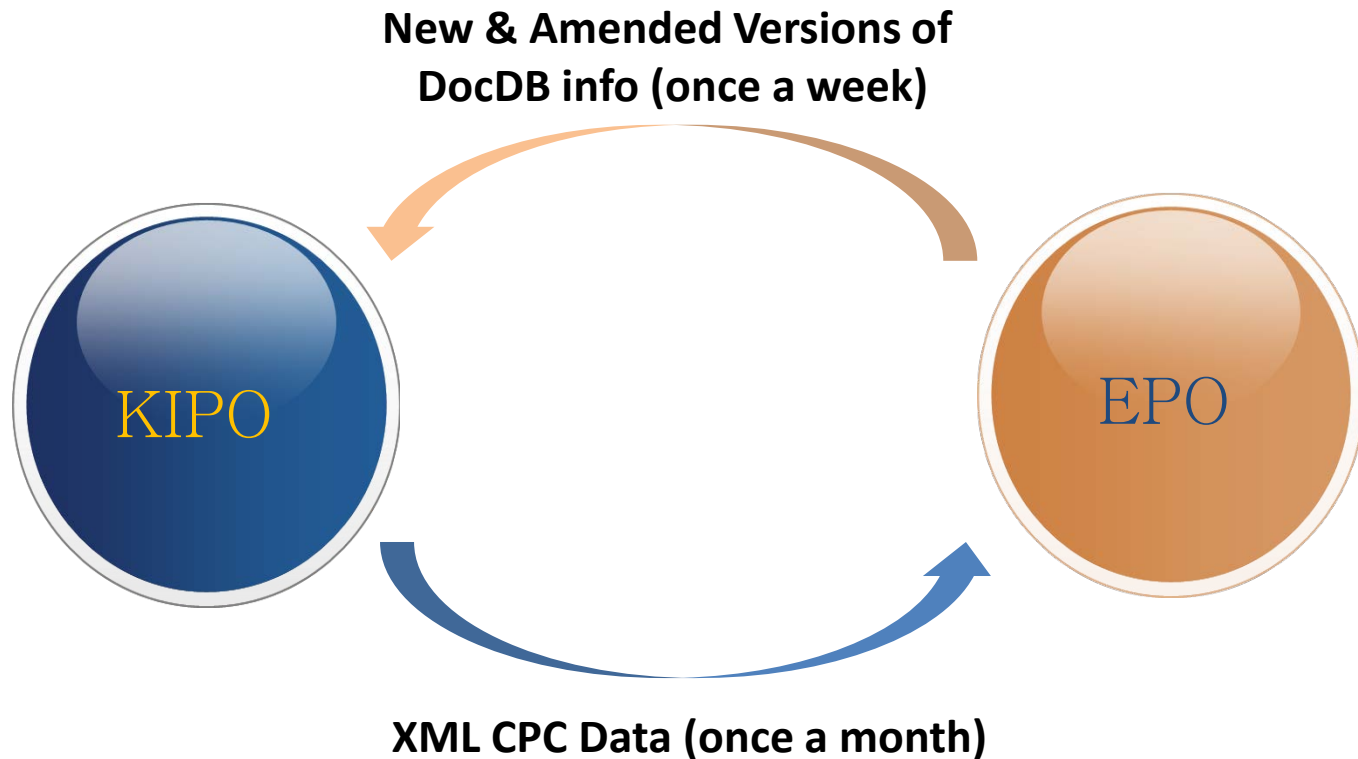 New & Amended Versions of
DocDB info (once a week)
KIPO
EPO
XML CPC Data (once a month)